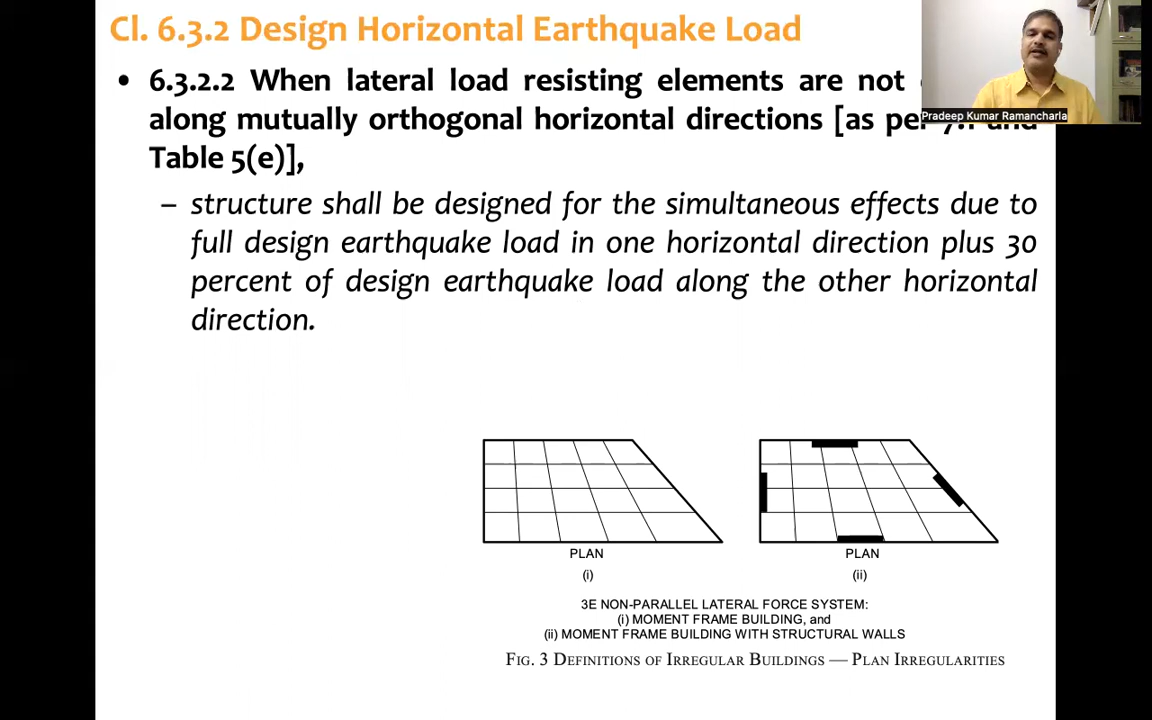 Cl. 6.3.2 Design Horizontal Earthquake Load
• 6.3.2.2 When lateral load resisting elements are not
along mutually orthogonal horizontal directions [as per 7.1 and
Table 5(e)],
– structure shall be designed for the simultaneous effects due to
full design earthquake load in one horizontal direction plus 30
percent of design earthquake load along the other horizontal
direction.
Pradeep Kumar Ramancharla
PLAN
(i)
PLAN
(ii)
3E NON-PARALLEL LATERAL FORCE SYSTEM:
(i) MOMENT FRAME BUILDING, and
(ii) MOMENT FRAME BUILDING WITH STRUCTURAL WALLS
FIG. 3 DEFINITIONS OF IRREGULAR BUILDINGS — PLAN IRREGULARITIES